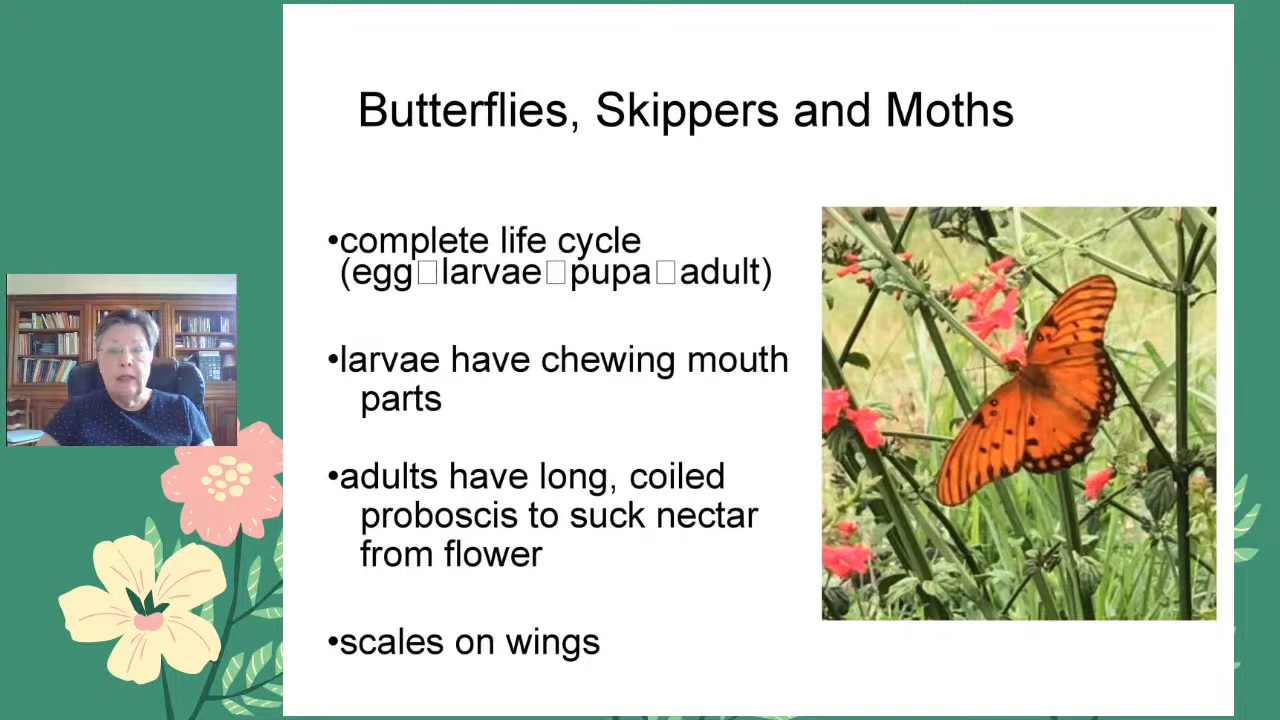 Butterflies, Skippers and Moths
•complete life cycle
(egg□larvae□pupa□adult)
•larvae have chewing mouth
parts
•adults have long, coiled
proboscis to suck nectar
from flower
•scales on wings